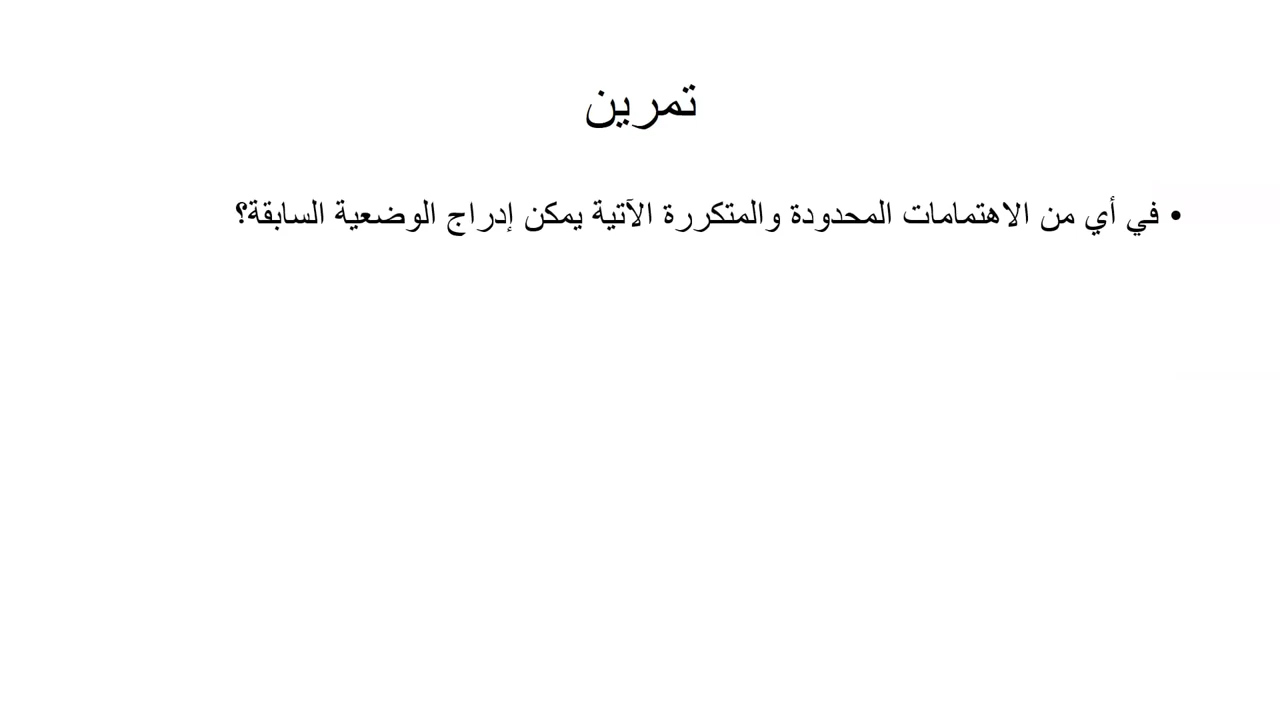 تمرين
• في أي من الاهتمامات المحدودة والمتكررة الآتية يمكن إدراج الوضعية السابقة؟